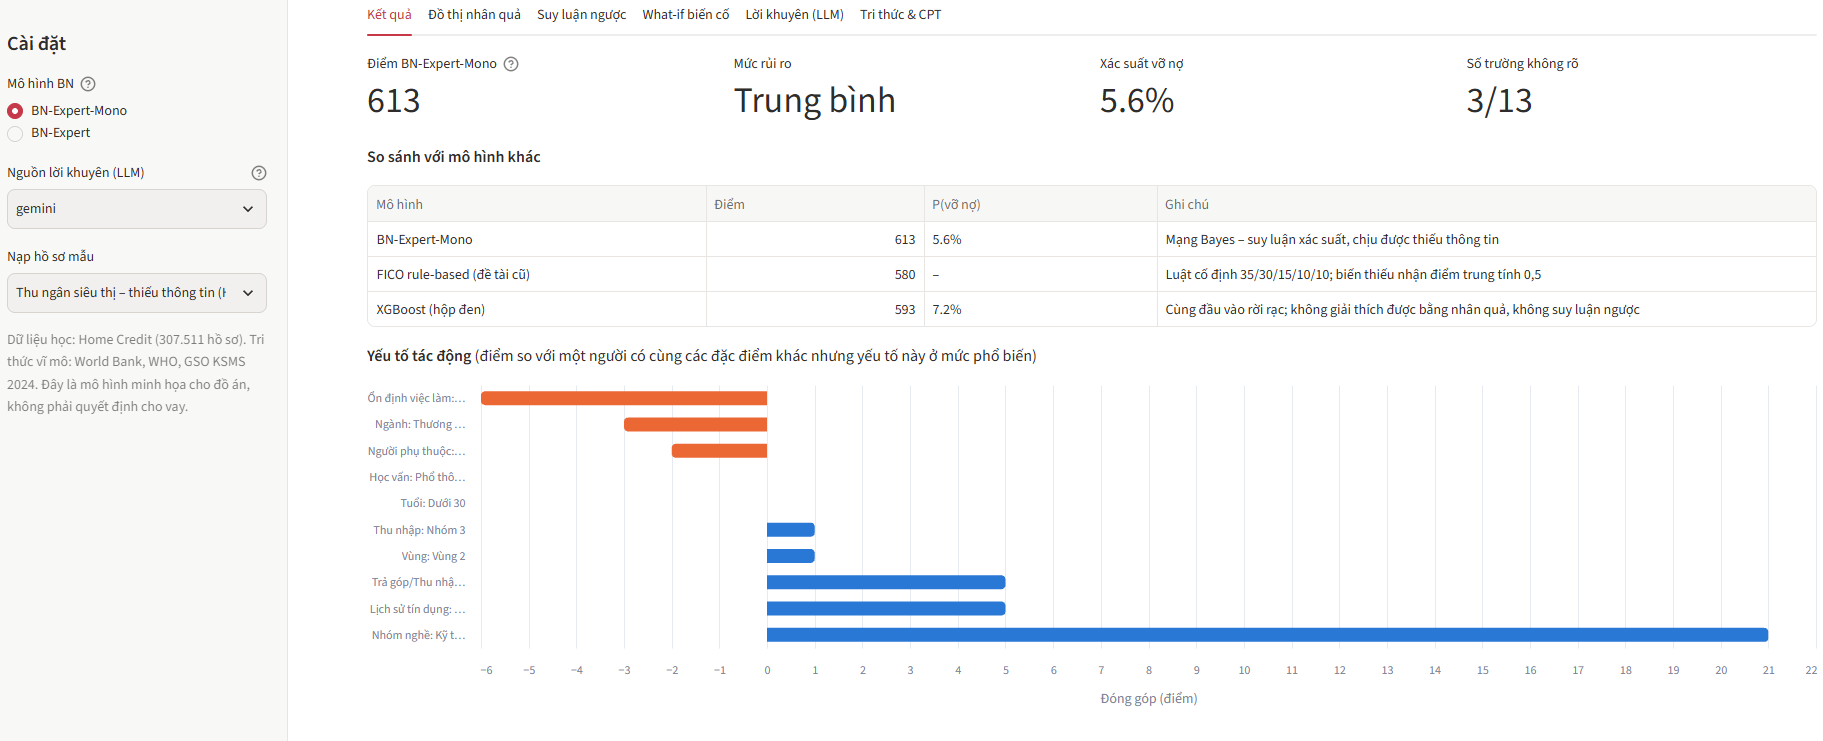 Cài đặt
Mô hình BN
BN-Expert-Mono
BN-Expert
Nguồn lời khuyên (LLM)
gemini
Nạp hồ sơ mẫu
Thu ngân siêu thị – thiếu thông tin (H
Dữ liệu học: Home Credit (307.511 hồ sơ). Tri
thức vĩ mô: World Bank, WHO, GSO KSMS
2024. Đây là mô hình minh họa cho đồ án,
không phải quyết định cho vay.
Kết quả Đồ thị nhân quả Suy luận ngược What-if biến cố Lời khuyên (LLM) Tri thức & CPT
Điểm BN-Expert-Mono
613
Mức rủi ro
Trung bình
Xác suất vỡ nợ
5.6%
Số trường không rõ
3/13
So sánh với mô hình khác
Mô hình Điểm P(vỡ nợ) Ghi chú
BN-Expert-Mono 613 5.6% Mạng Bayes – suy luận xác suất, chịu được thiếu thông tin
FICO rule-based (đề tài cũ) 580 – Luật cố định 35/30/15/10/10; biến thiếu nhận điểm trung tính 0,5
XGBoost (hộp đen) 593 7.2% Cùng đầu vào rời rạc; không giải thích được bằng nhân quả, không suy luận ngược
Yếu tố tác động (điểm so với một người có cùng các đặc điểm khác nhưng yếu tố này ở mức phổ biến)
Ổn định việc làm:…
Ngành: Thương …
Người phụ thuộc:…
Học vấn: Phổ thô…
Tuổi: Dưới 30
Thu nhập: Nhóm 3
Vùng: Vùng 2
Trả góp/Thu nhậ…
Lịch sử tín dụng: …
Nhóm nghề: Kỹ t…
−6 −5 −4 −3 −2 −1 0 1 2 3 4 5 6 7 8 9 10 11 12 13 14 15 16 17 18 19 20 21 22
Đóng góp (điểm)